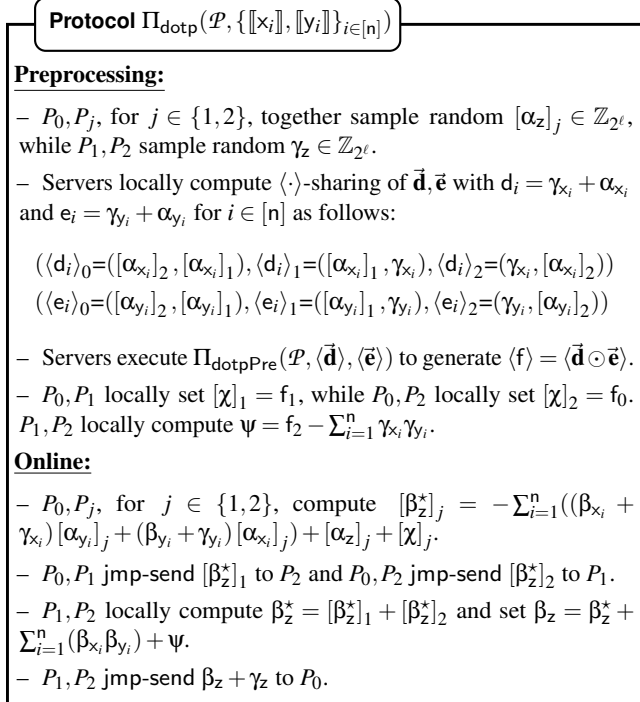 Protocol Π_dotp(𝒫, {⟦x_i⟧, ⟦y_i⟧}_{i∈[n]})
Preprocessing:
– P_0, P_j, for j ∈ {1,2}, together sample random [α_z]_j ∈ ℤ_{2^ℓ},
while P_1, P_2 sample random γ_z ∈ ℤ_{2^ℓ}.
– Servers locally compute ⟨·⟩-sharing of d⃗, e⃗ with d_i = γ_{x_i} + α_{x_i}
and e_i = γ_{y_i} + α_{y_i} for i ∈ [n] as follows:
(⟨d_i⟩_0=([α_{x_i}]_2, [α_{x_i}]_1), ⟨d_i⟩_1=([α_{x_i}]_1, γ_{x_i}), ⟨d_i⟩_2=(γ_{x_i}, [α_{x_i}]_2))
(⟨e_i⟩_0=([α_{y_i}]_2, [α_{y_i}]_1), ⟨e_i⟩_1=([α_{y_i}]_1, γ_{y_i}), ⟨e_i⟩_2=(γ_{y_i}, [α_{y_i}]_2))
– Servers execute Π_dotpPre(𝒫, ⟨d⃗⟩, ⟨e⃗⟩) to generate ⟨f⟩ = ⟨d⃗ ⊙ e⃗⟩.
– P_0, P_1 locally set [χ]_1 = f_1, while P_0, P_2 locally set [χ]_2 = f_0.
P_1, P_2 locally compute ψ = f_2 − ∑_{i=1}^n γ_{x_i} γ_{y_i}.
Online:
– P_0, P_j, for j ∈ {1,2}, compute [β_z^⋆]_j = −∑_{i=1}^n((β_{x_i} +
γ_{x_i}) [α_{y_i}]_j + (β_{y_i} + γ_{y_i}) [α_{x_i}]_j) + [α_z]_j + [χ]_j.
– P_0, P_1 jmp-send [β_z^⋆]_1 to P_2 and P_0, P_2 jmp-send [β_z^⋆]_2 to P_1.
– P_1, P_2 locally compute β_z^⋆ = [β_z^⋆]_1 + [β_z^⋆]_2 and set β_z = β_z^⋆ +
∑_{i=1}^n(β_{x_i} β_{y_i}) + ψ.
– P_1, P_2 jmp-send β_z + γ_z to P_0.